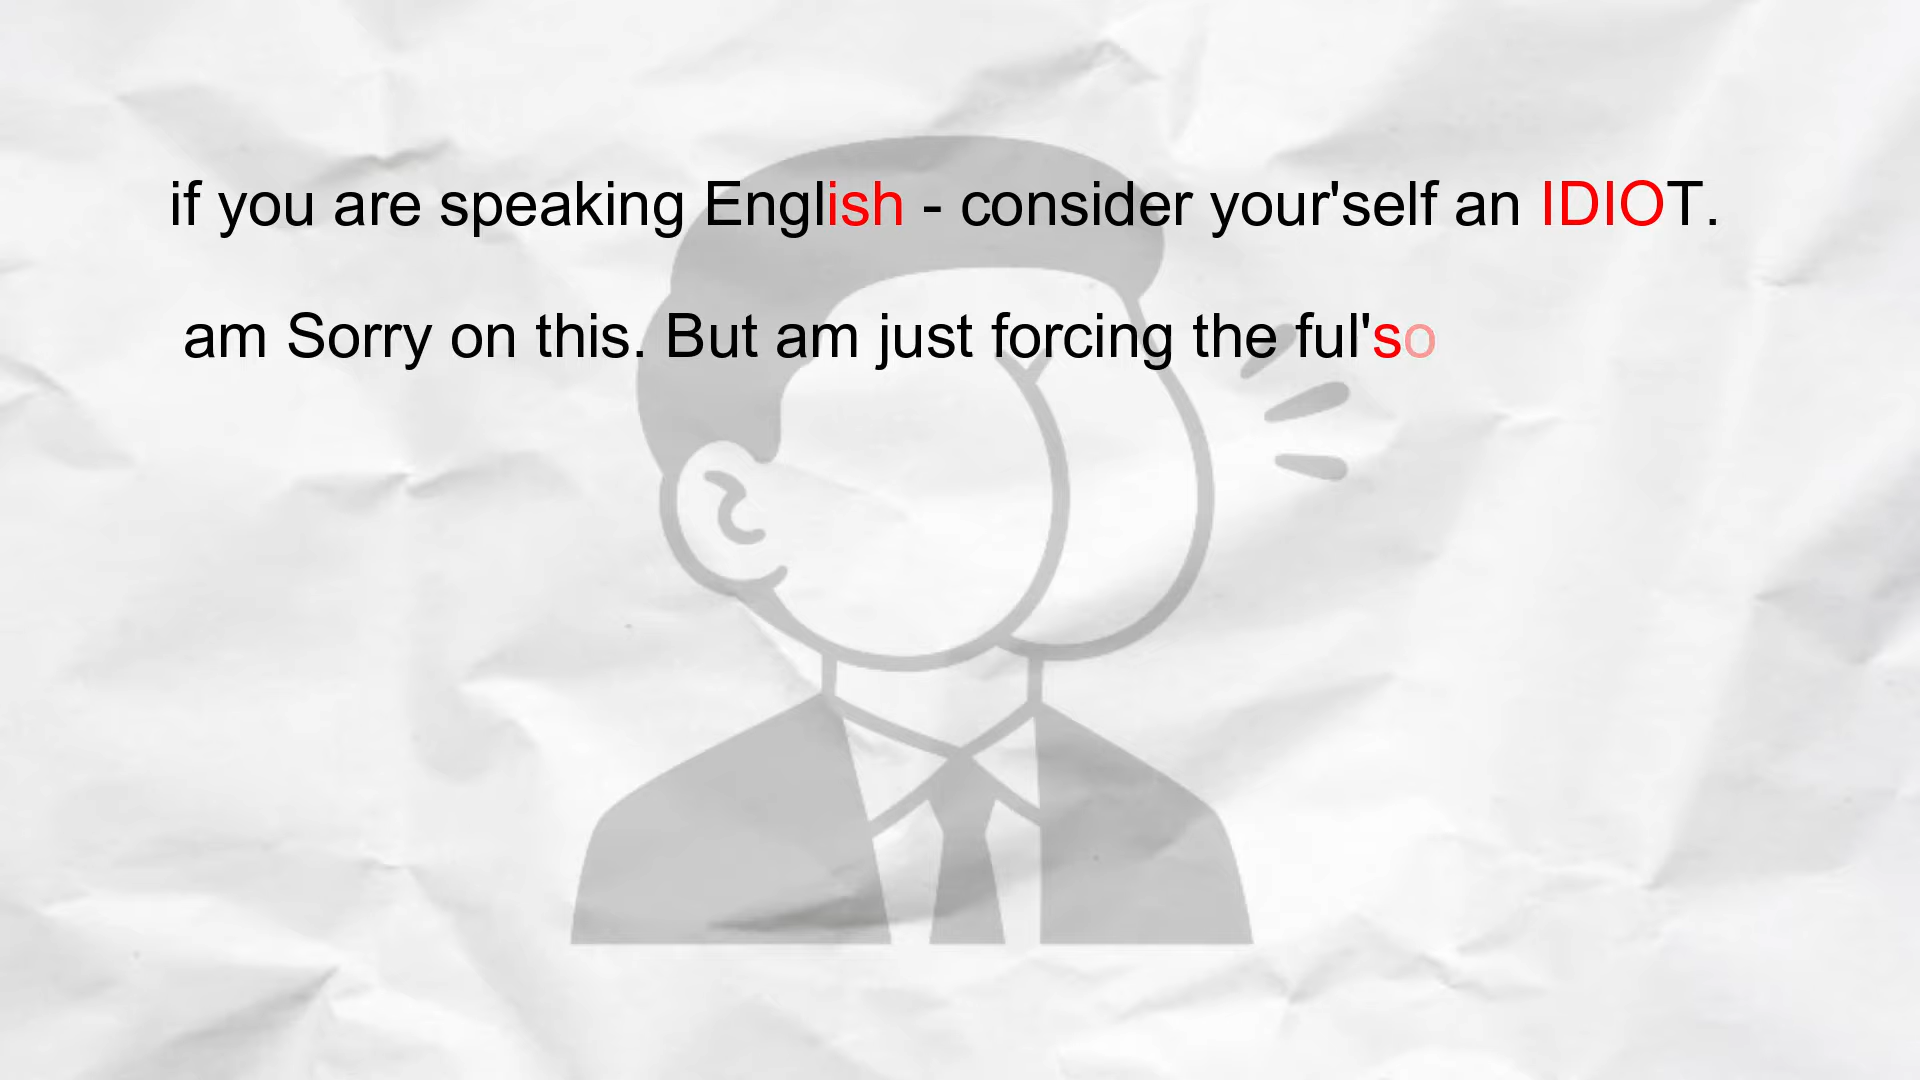 if you are speaking English - consider your'self an IDIOT.
am Sorry on this. But am just forcing the ful'so